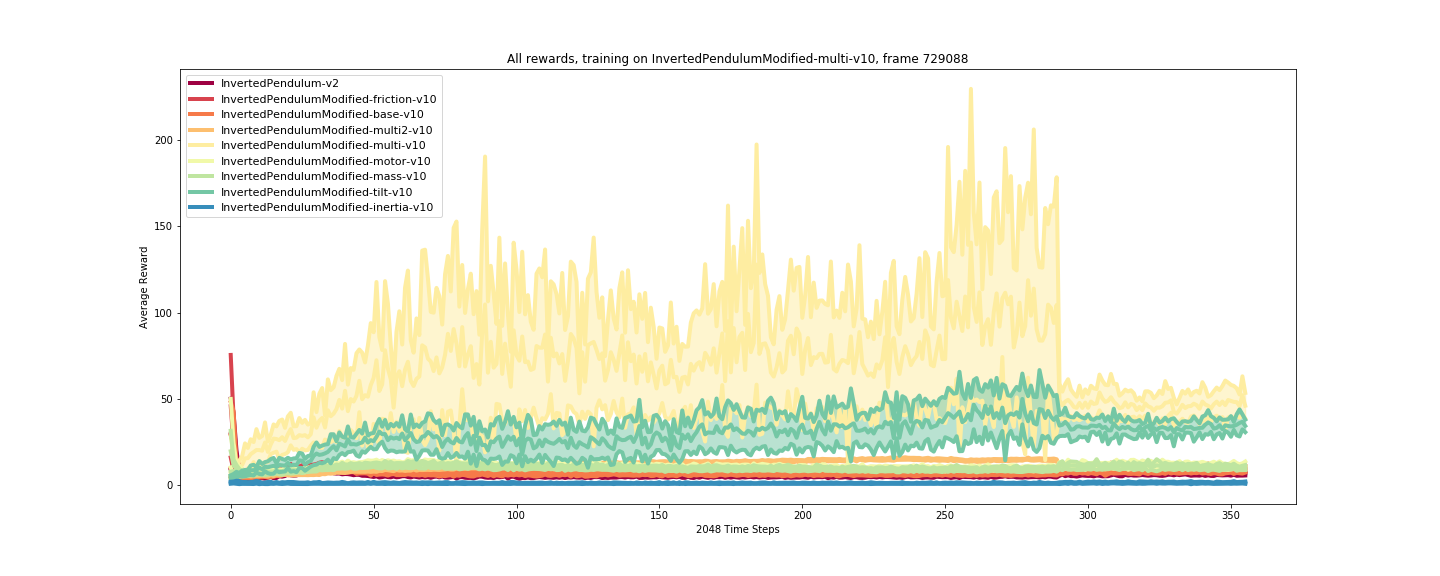 All rewards, training on InvertedPendulumModified-multi-v10, frame 729088
InvertedPendulum-v2
InvertedPendulumModified-friction-v10
InvertedPendulumModified-base-v10
InvertedPendulumModified-multi2-v10
InvertedPendulumModified-multi-v10
InvertedPendulumModified-motor-v10
InvertedPendulumModified-mass-v10
InvertedPendulumModified-tilt-v10
InvertedPendulumModified-inertia-v10
Average Reward
200
150
100
50
0
0 50 100 150 200 250 300 350
2048 Time Steps